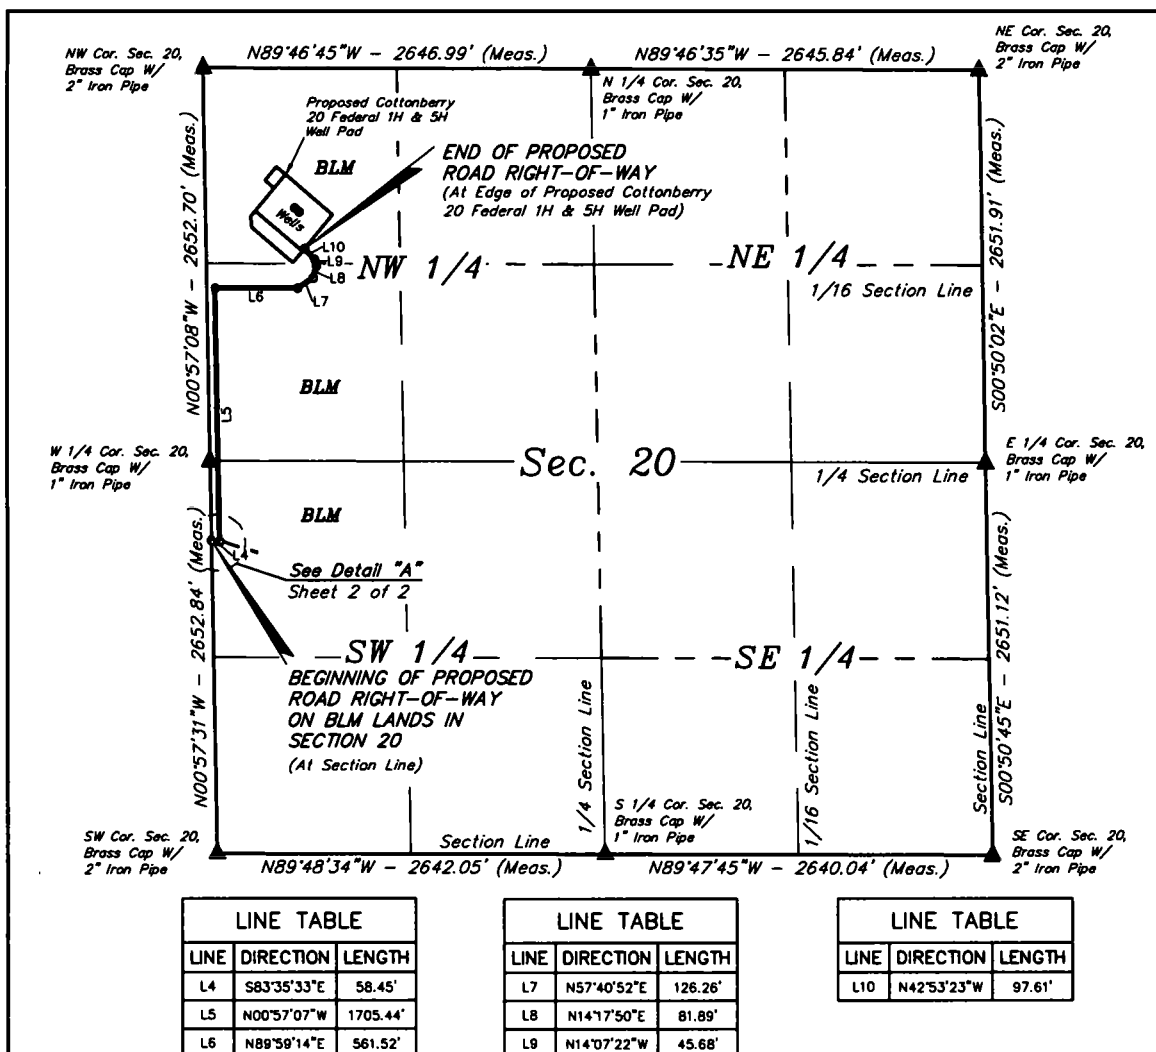 N89°46'45"W - 2646.99' (Meas.)
N89°46'35"W - 2645.84' (Meas.)
NW Cor. Sec. 20,
Brass Cap W/
2" Iron Pipe
NE Cor. Sec. 20,
Brass Cap W/
2" Iron Pipe
N 1/4 Cor. Sec. 20,
Brass Cap W/
1" Iron Pipe
Proposed Cottonberry
20 Federal 1H & 5H
Well Pad
BLM
END OF PROPOSED
ROAD RIGHT-OF-WAY
(At Edge of Proposed Cottonberry
20 Federal 1H & 5H Well Pad)
Wells
N00°57'08"W - 2652.70' (Meas.)
S00°50'02"E - 2651.91' (Meas.)
L10
L9
L8
L7
L6
L5
NW 1/4
NE 1/4
1/16 Section Line
BLM
W 1/4 Cor. Sec. 20,
Brass Cap W/
1" Iron Pipe
Sec. 20
1/4 Section Line
E 1/4 Cor. Sec. 20,
Brass Cap W/
1" Iron Pipe
BLM
L4
See Detail "A"
Sheet 2 of 2
N00°57'31"W - 2652.84' (Meas.)
S00°50'45"E - 2651.12' (Meas.)
SW 1/4
SE 1/4
BEGINNING OF PROPOSED
ROAD RIGHT-OF-WAY
ON BLM LANDS IN
SECTION 20
(At Section Line)
1/4 Section Line
1/16 Section Line
Section Line
S 1/4 Cor. Sec. 20,
Brass Cap W/
1" Iron Pipe
SW Cor. Sec. 20,
Brass Cap W/
2" Iron Pipe
Section Line
SE Cor. Sec. 20,
Brass Cap W/
2" Iron Pipe
N89°48'34"W - 2642.05' (Meas.)
N89°47'45"W - 2640.04' (Meas.)
LINE TABLE
LINE DIRECTION LENGTH
L4 S83°35'33"E 58.45'
L5 N00°57'07"W 1705.44'
L6 N89°59'14"E 561.52'
LINE TABLE
LINE DIRECTION LENGTH
L7 N57°40'52"E 126.26'
L8 N14°17'50"E 81.89'
L9 N14°07'22"W 45.68'
LINE TABLE
LINE DIRECTION LENGTH
L10 N42°53'23"W 97.61'